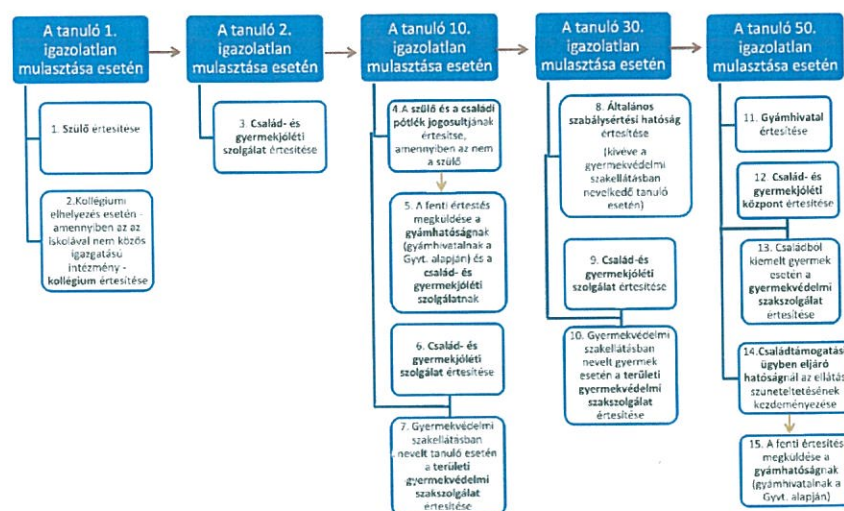 A tanuló 1.
igazolatlan
mulasztása esetén
1. Szülő értesítése
2.Kollégiumi
elhelyezés esetén -
amennyiben az az
iskolával nem közös
igazgatású
intézmény -
kollégium értesítése
A tanuló 2.
igazolatlan
mulasztása esetén
3. Család- és
gyermekjóléti
szolgálat értesítése
A tanuló 10.
igazolatlan
mulasztása esetén
4.A szülő és a családi
pótlék jogosultjának
értesítse,
amennyiben az nem
a szülő
5. A fenti értestés
megküldése a
gyámhatóságnak
(gyámhivatalnak a
Gyvt. alapján) és a
család- és
gyermekjóléti
szolgálatnak
6. Család- és
gyermekjóléti
szolgálat értesítése
7. Gyermekvédelmi
szakellátásban
nevelt tanuló esetén
a területi
gyermekvédelmi
szakszolgálat
értesítése
A tanuló 30.
igazolatlan
mulasztása esetén
8. Általános
szabálysértési hatóság
értesítése
(kivéve a
gyermekvédelmi
szakellátásban
nevelkedő tanuló
esetén)
9. Család-és
gyermekjóléti
szolgálat értesítése
10. Gyermekvédelmi
szakellátásban
nevelt gyermek
esetén a területi
gyermekvédelmi
szakszolgálat
értesítése
A tanuló 50.
igazolatlan
mulasztása esetén
11. Gyámhivatal
értesítése
12. Család- és
gyermekjóléti
központ értesítése
13. Családból
kiemelt gyermek
esetén a
gyermekvédelmi
szakszolgálat
értesítése
14.Családtámogatási
ügyben eljáró
hatóságnál az ellátás
szüneteltetésének
kezdeményezése
15. A fenti értesítés
megküldése a
gyámhatóságnak
(gyámhivatalnak a
Gyvt. alapján)